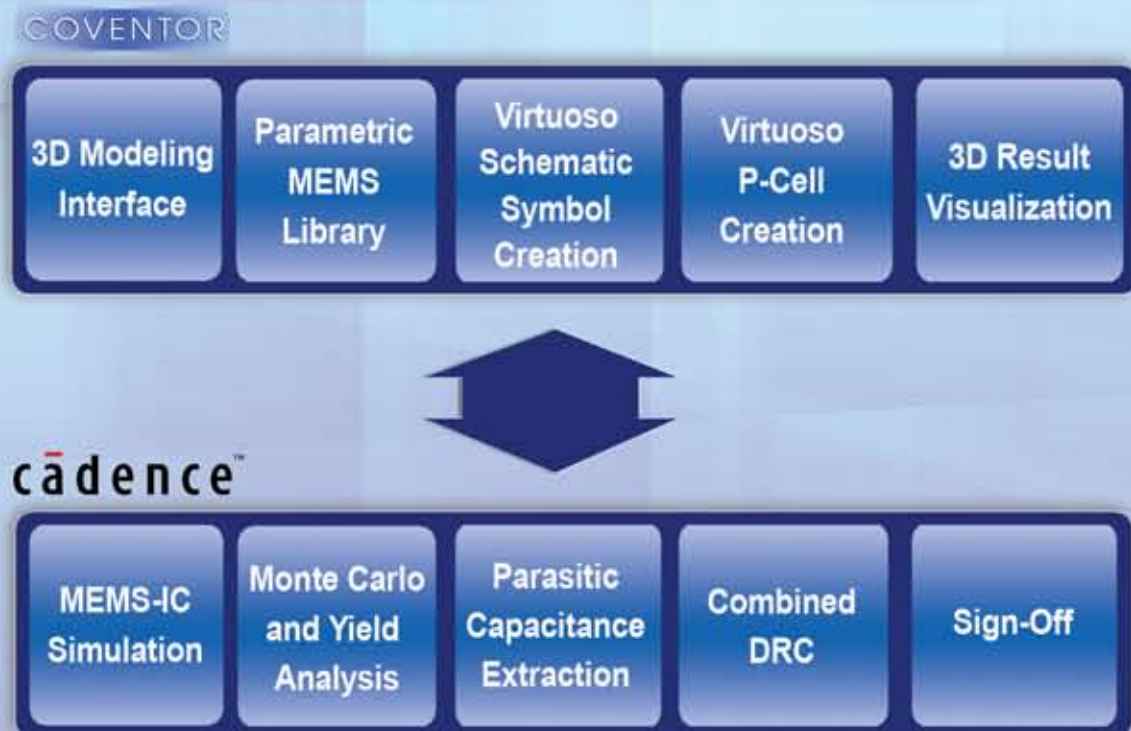 COVENTOR
3D Modeling
Interface
Parametric
MEMS
Library
Virtuoso
Schematic
Symbol
Creation
Virtuoso
P-Cell
Creation
3D Result
Visualization
cādence™
MEMS-IC
Simulation
Monte Carlo
and Yield
Analysis
Parasitic
Capacitance
Extraction
Combined
DRC
Sign-Off